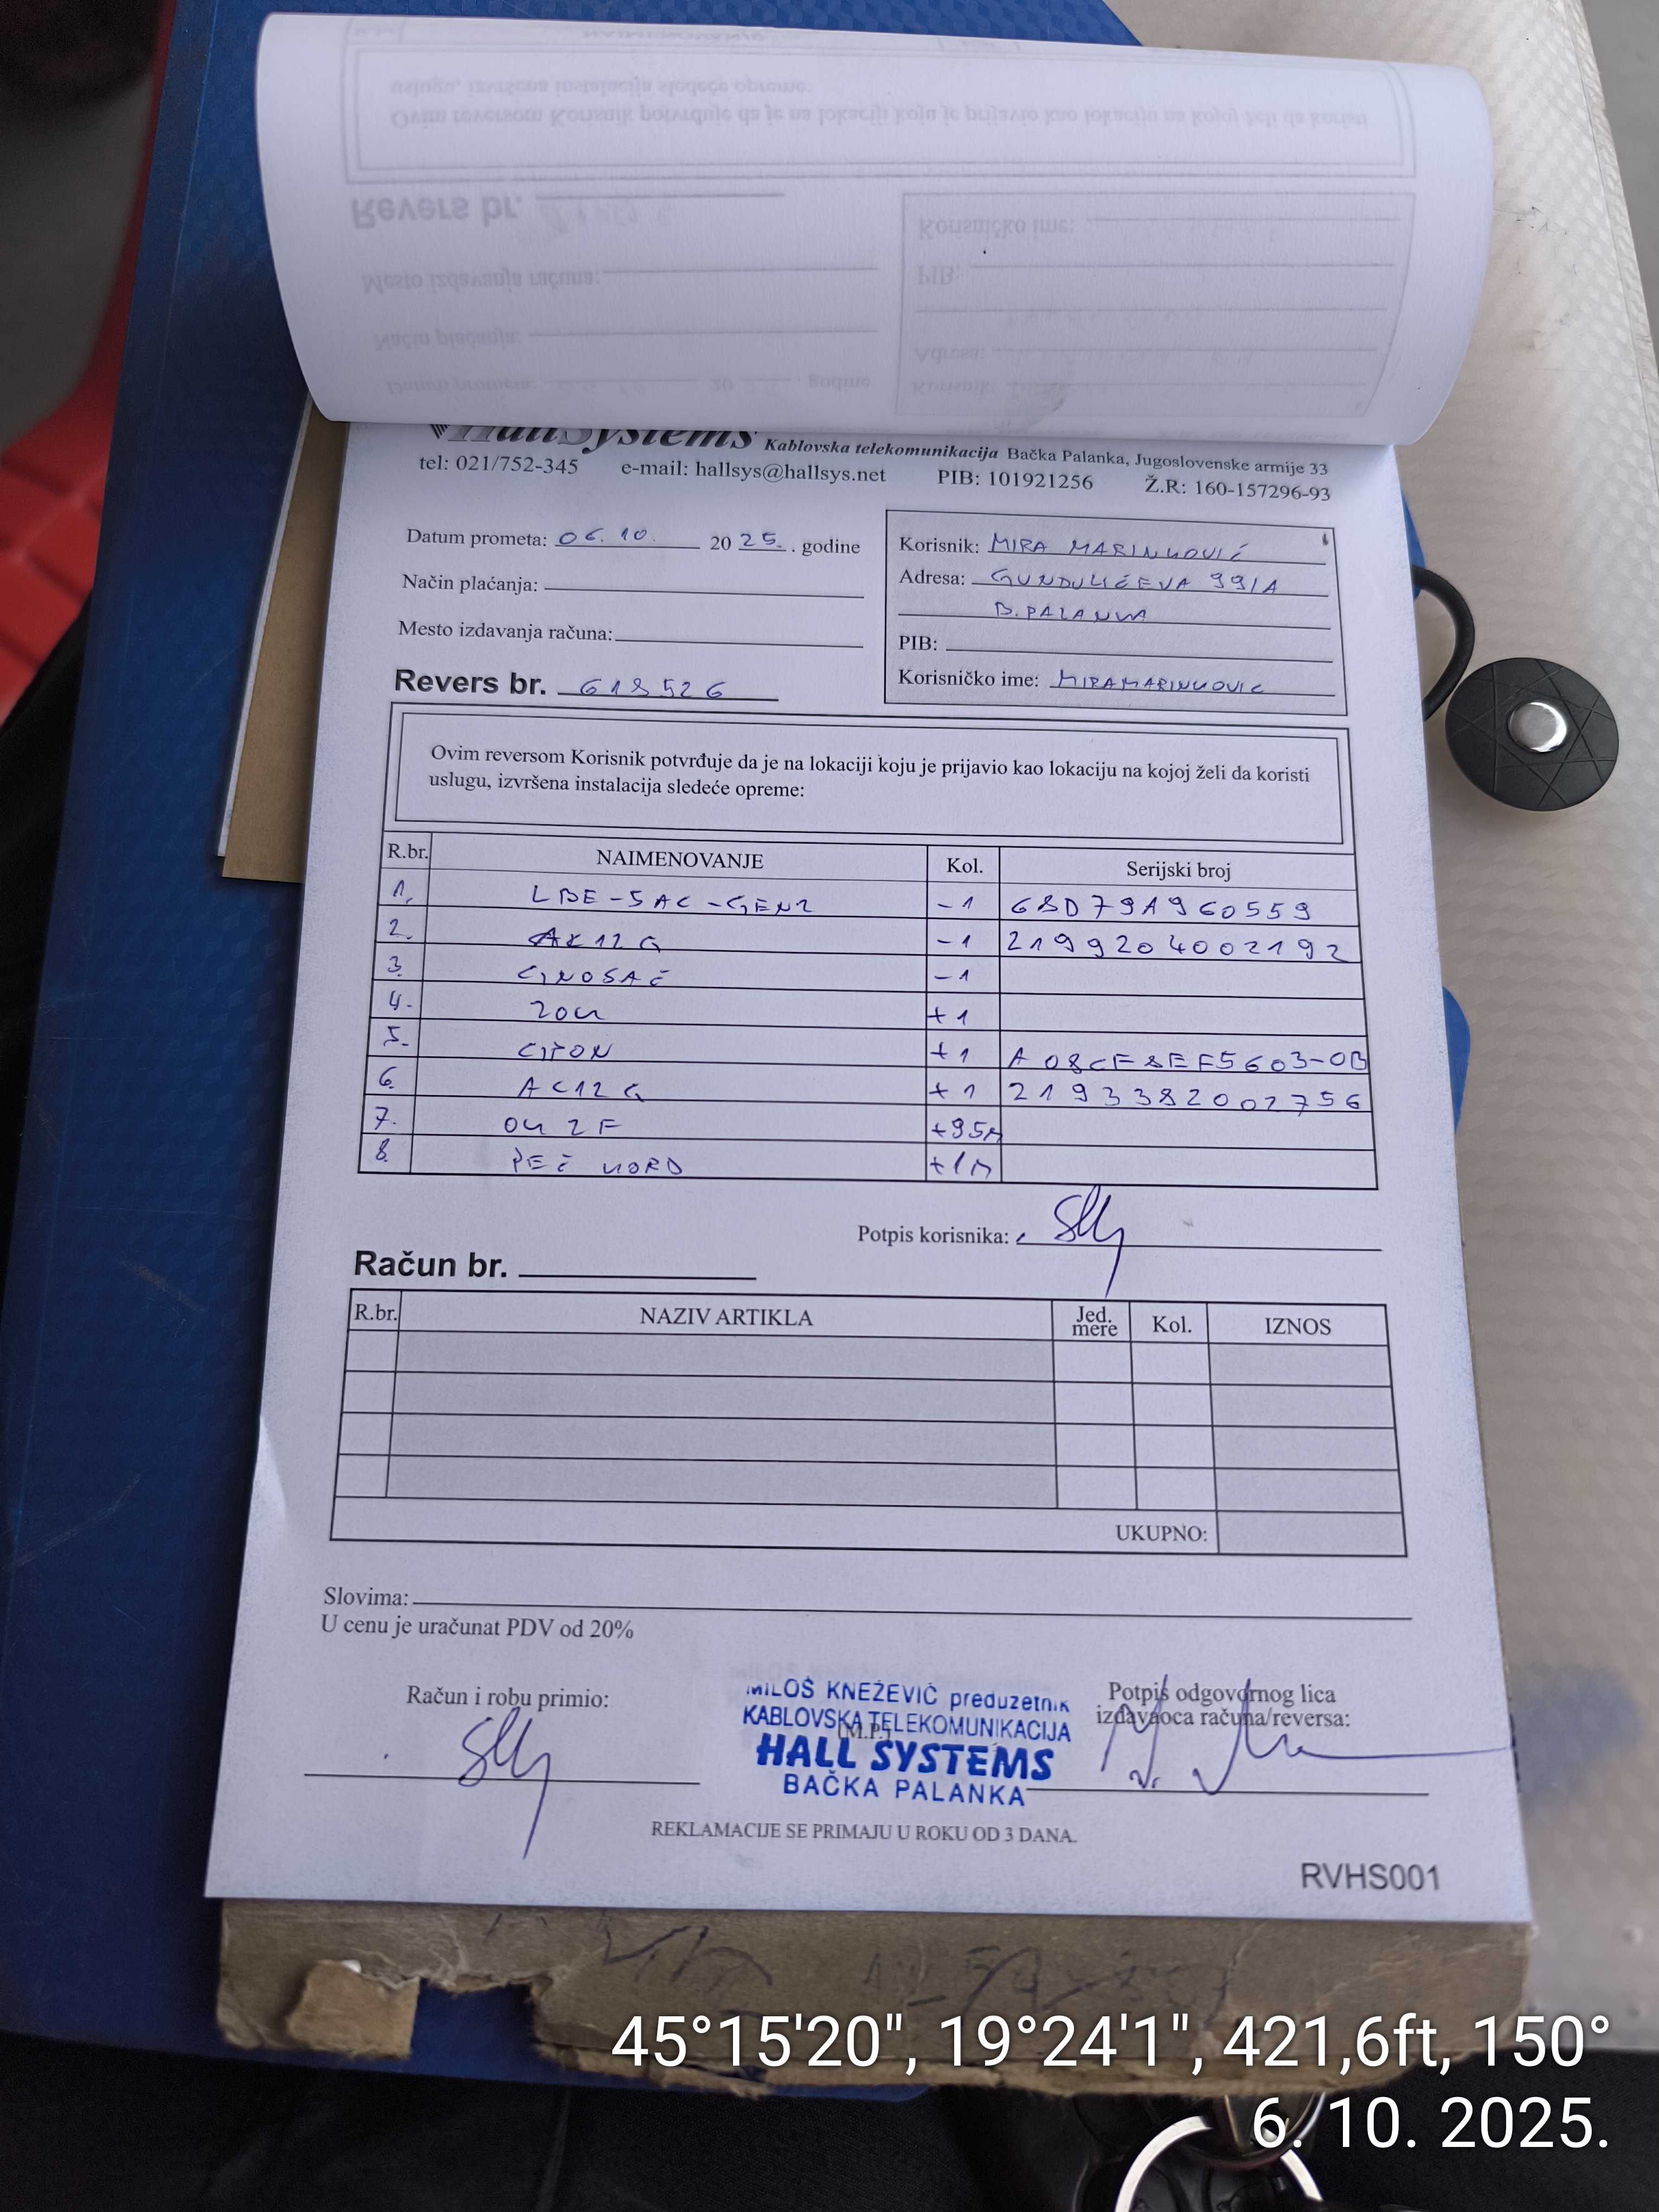 HallSystems Kablovska telekomunikacija Bačka Palanka, Jugoslovenske armije 33
tel: 021/752-345 e-mail: hallsys@hallsys.net PIB: 101921256 Ž.R: 160-157296-93
Datum prometa: 06.10. 20 25. . godine
Način plaćanja:
Mesto izdavanja računa:
Revers br. 618526
Korisnik: MIRA MARINKOVIĆ
Adresa: GUNDULIĆEVA 99/A
B. PALANKA
PIB:
Korisničko ime: MIRAMARINKOVIC
Ovim reversom Korisnik potvrđuje da je na lokaciji koju je prijavio kao lokaciju na kojoj želi da koristi
uslugu, izvršena instalacija sledeće opreme:
R.br. NAIMENOVANJE Kol. Serijski broj
1. LBE-5AC-GEN2 -1 68D79A960559
2. AC12G -1 2199204002192
3. -1
4. +1
5. +1 A08CF8EF5603-0B
6. AC12G +1 2193382002756
7. +95M
8. +1M
Potpis korisnika:
Račun br.
R.br. NAZIV ARTIKLA Jed. mere Kol. IZNOS
UKUPNO:
Slovima:
U cenu je uračunat PDV od 20%
Račun i robu primio:
MILOŠ KNEŽEVIĆ preduzetnik
KABLOVSKA TELEKOMUNIKACIJA
(M.P.)
HALL SYSTEMS
BAČKA PALANKA
Potpis odgovornog lica
izdavaoca računa/reversa:
REKLAMACIJE SE PRIMAJU U ROKU OD 3 DANA.
RVHS001
45°15'20", 19°24'1", 421,6ft, 150°
6. 10. 2025.